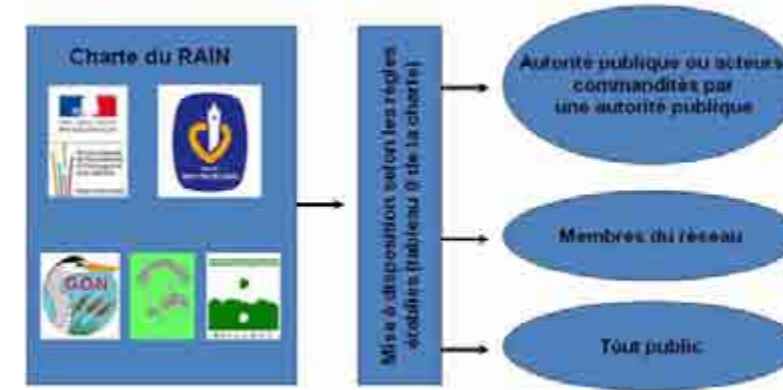 Charte du RAIN
GON
Mise à disposition selon les règles
établies (tableau 9 de la charte)
Autorité publique ou acteurs
commandités par
une autorité publique
Membres du réseau
Tout public